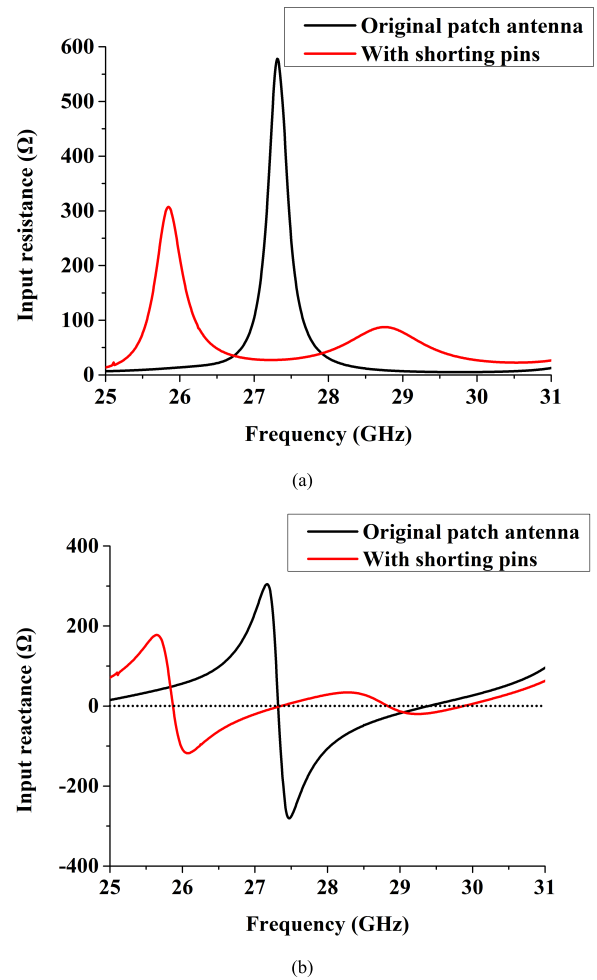 Original patch antenna
With shorting pins
600
500
400
300
200
100
0
Input resistance (Ω)
25 26 27 28 29 30 31
Frequency (GHz)
(a)
Original patch antenna
With shorting pins
400
200
0
-200
-400
Input reactance (Ω)
25 26 27 28 29 30 31
Frequency (GHz)
(b)